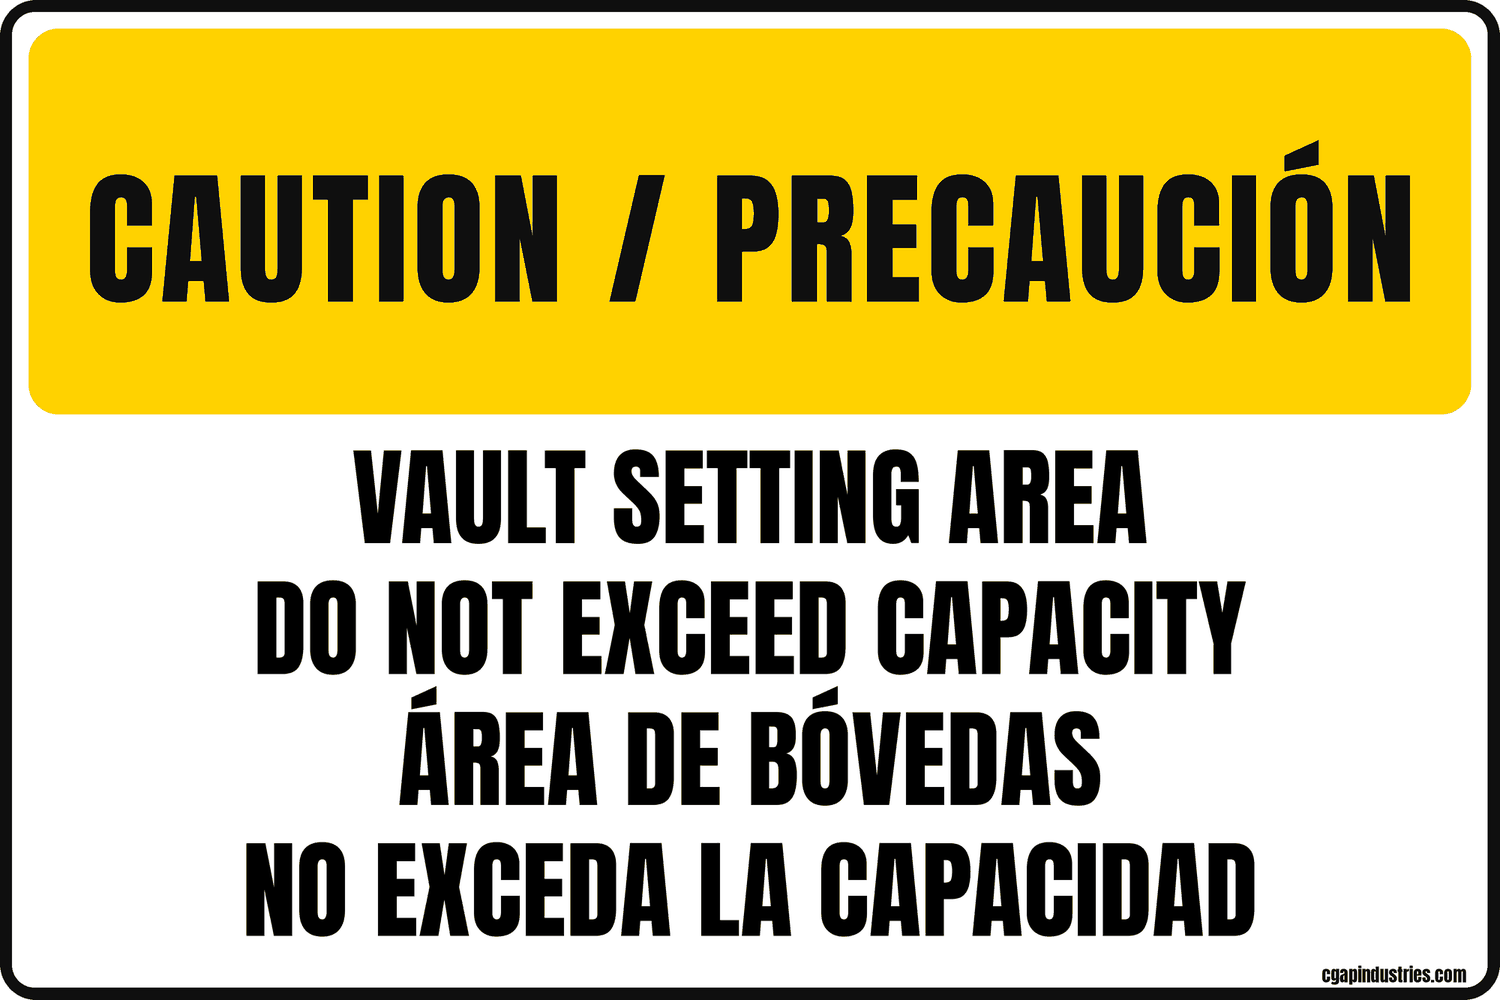 CAUTION / PRECAUCIÓN
VAULT SETTING AREA
DO NOT EXCEED CAPACITY
ÁREA DE BÓVEDAS
NO EXCEDA LA CAPACIDAD
cgapindustries.com